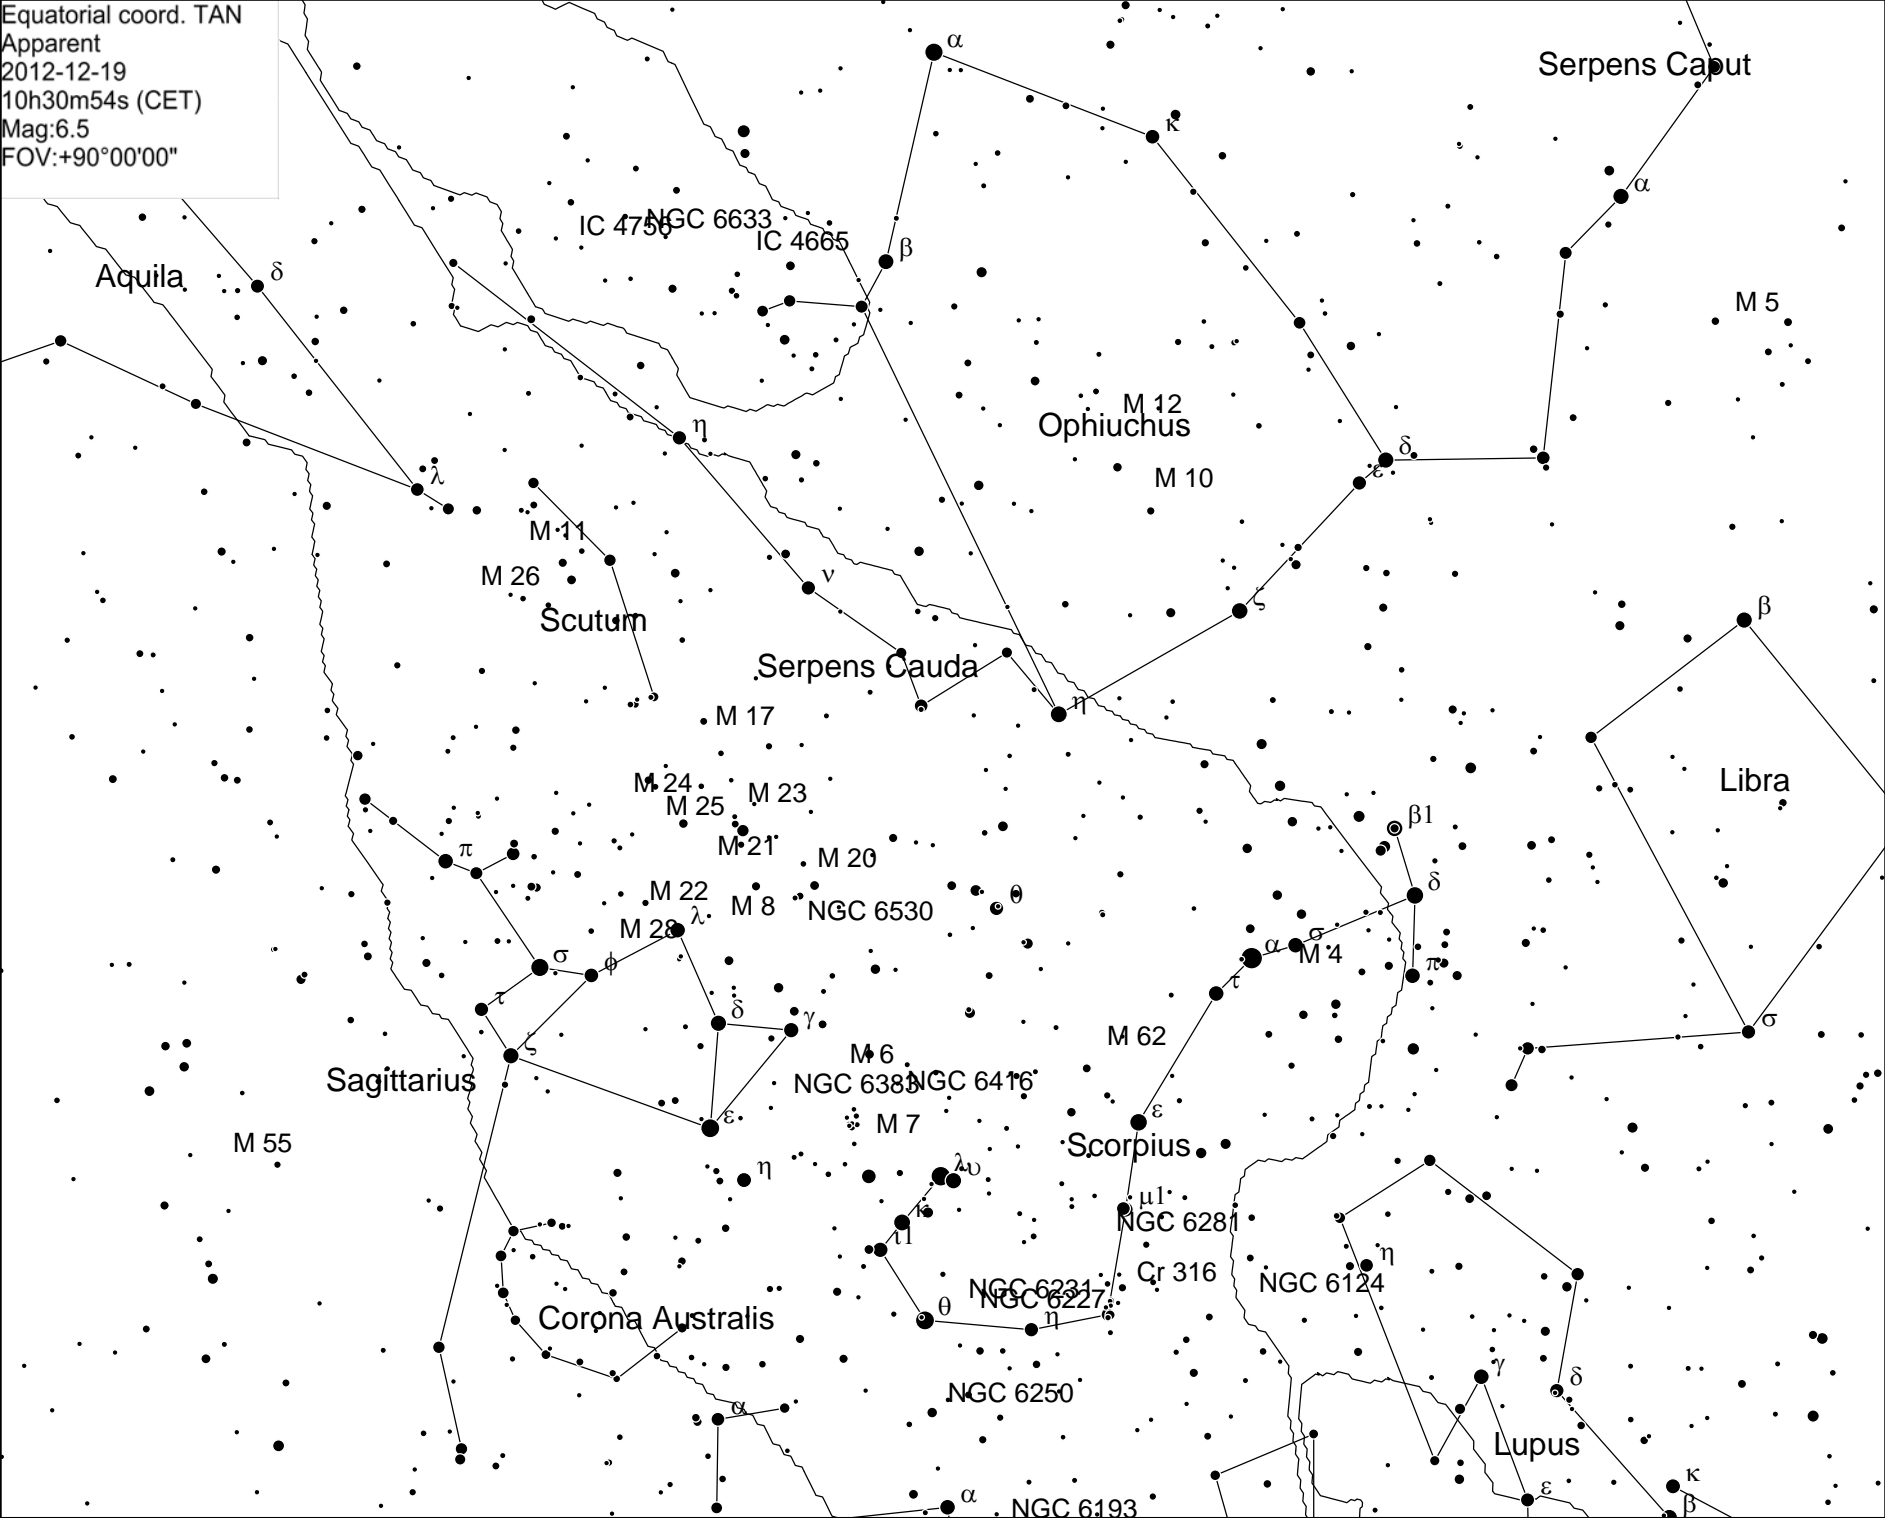 Equatorial coord. TAN
Apparent
2012-12-19
10h30m54s (CET)
Mag:6.5
FOV:+90°00'00"
α
Serpens Caput
κ
α
IC 4756
NGC 6633
IC 4665
β
Aquila
δ
M 5
M 12
Ophiuchus
η
δ
ε
λ
M 10
M 11
M 26
ν
Scutum
ζ
β
Serpens Cauda
η
M 17
M 24
M 23
M 25
Libra
β1
M 21
π
M 20
M 22
M 8
NGC 6530
θ
δ
λ
M 28
σ
α
M 4
σ
φ
π
τ
τ
δ
γ
σ
M 62
ζ
M 6
Sagittarius
NGC 6383
NGC 6416
ε
ε
M 7
M 55
Scorpius
η
λ
υ
μ1
κ
NGC 6281
ι1
η
Cr 316
NGC 6124
NGC 6231
NGC 6227
θ
η
Corona Australis
γ
δ
NGC 6250
α
Lupus
κ
ε
α
β
NGC 6193